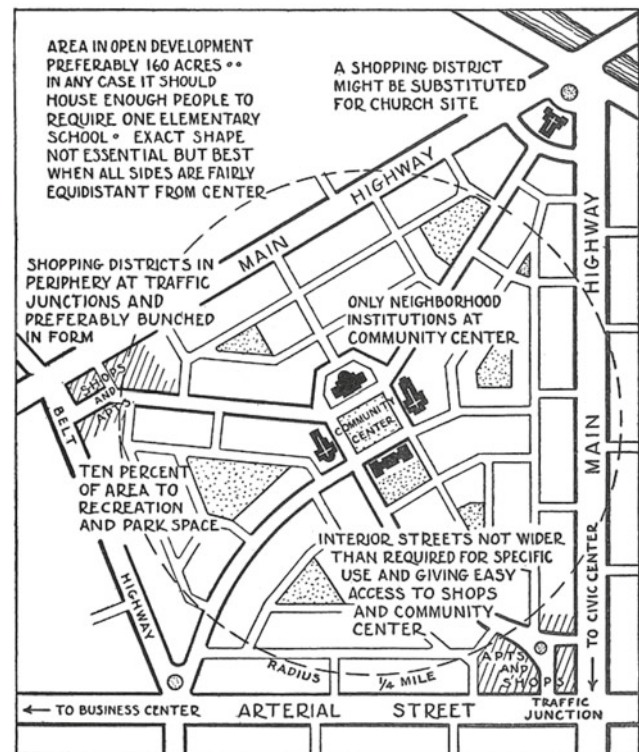 AREA IN OPEN DEVELOPMENT
PREFERABLY 160 ACRES ••
IN ANY CASE IT SHOULD
HOUSE ENOUGH PEOPLE TO
REQUIRE ONE ELEMENTARY
SCHOOL • EXACT SHAPE
NOT ESSENTIAL BUT BEST
WHEN ALL SIDES ARE FAIRLY
EQUIDISTANT FROM CENTER
A SHOPPING DISTRICT
MIGHT BE SUBSTITUTED
FOR CHURCH SITE
MAIN HIGHWAY
HIGHWAY
MAIN
SHOPPING DISTRICTS IN
PERIPHERY AT TRAFFIC
JUNCTIONS AND
PREFERABLY BUNCHED
IN FORM
ONLY NEIGHBORHOOD
INSTITUTIONS AT
COMMUNITY CENTER
SHOPS
AND
APTS
BELT
HIGHWAY
COMMUNITY
CENTER
TEN PERCENT
OF AREA TO
RECREATION
AND PARK SPACE
INTERIOR STREETS NOT WIDER
THAN REQUIRED FOR SPECIFIC
USE AND GIVING EASY
ACCESS TO SHOPS
AND COMMUNITY
CENTER
← TO CIVIC CENTER
RADIUS 1/4 MILE
APTS
AND
SHOPS
← TO BUSINESS CENTER
ARTERIAL STREET
TRAFFIC
JUNCTION